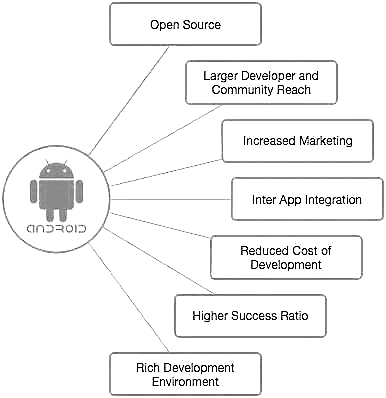 Open Source
Larger Developer and
Community Reach
Increased Marketing
Inter App Integration
ANDROID
Reduced Cost of
Development
Higher Success Ratio
Rich Development
Environment